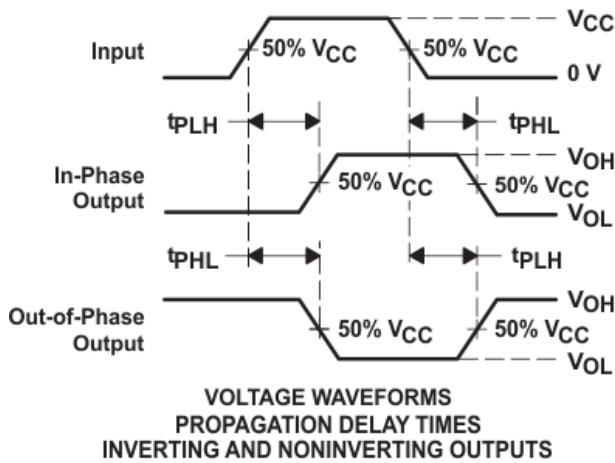 VCC
Input
50% VCC
50% VCC
0 V
tPLH
tPHL
In-Phase
Output
50% VCC
VOH
50% VCC
VOL
tPHL
tPLH
Out-of-Phase
Output
50% VCC
VOH
50% VCC
VOL
VOLTAGE WAVEFORMS
PROPAGATION DELAY TIMES
INVERTING AND NONINVERTING OUTPUTS